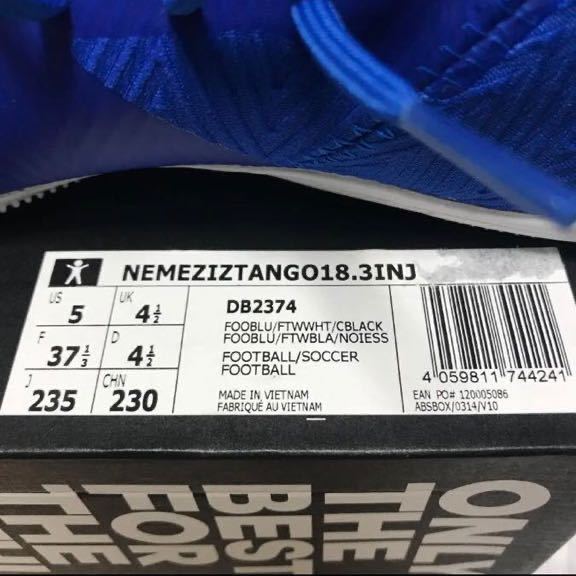 NEMEZIZTANGO18.3INJ
US 5 UK 4½
F 37⅓ D 4½
J 235 CHN 230
DB2374
FOOBLU/FTWWHT/CBLACK
FOOBLU/FTWBLA/NOIESS
FOOTBALL/SOCCER
FOOTBALL
MADE IN VIETNAM
FABRIQUÉ AU VIETNAM
4 059811 744241
EAN PO# 120005086
ABSBOX/0314/V10
ONLY
THE
BEST
FOR
THE